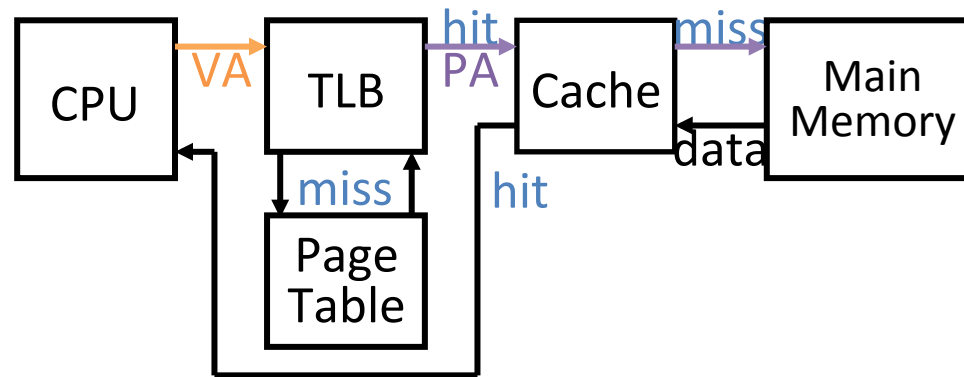 CPU
VA
TLB
hit
PA
Cache
miss
data
Main
Memory
miss
hit
Page
Table